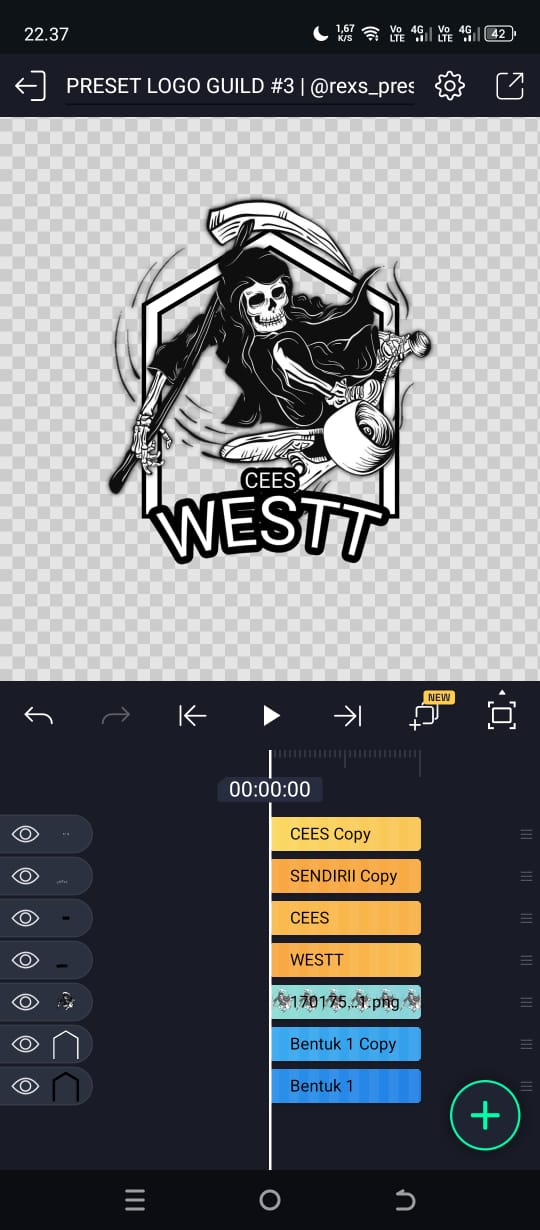 22.37
1,67 K/S
Vo LTE
4G
Vo LTE
4G
42
PRESET LOGO GUILD #3 | @rexs_pres
CEES
WESTT
NEW
00:00:00
CEES Copy
SENDIRII Copy
CEES
WESTT
170175...1.png
Bentuk 1 Copy
Bentuk 1